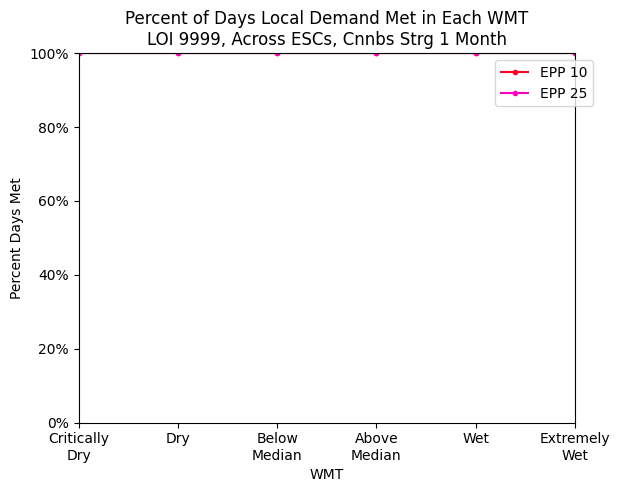 Percent of Days Local Demand Met in Each WMT
LOI 9999, Across ESCs, Cnnbs Strg 1 Month
100%
80%
60%
40%
20%
0%
Percent Days Met
EPP 10
EPP 25
Critically
Dry
Dry
Below
Median
Above
Median
Wet
Extremely
Wet
WMT